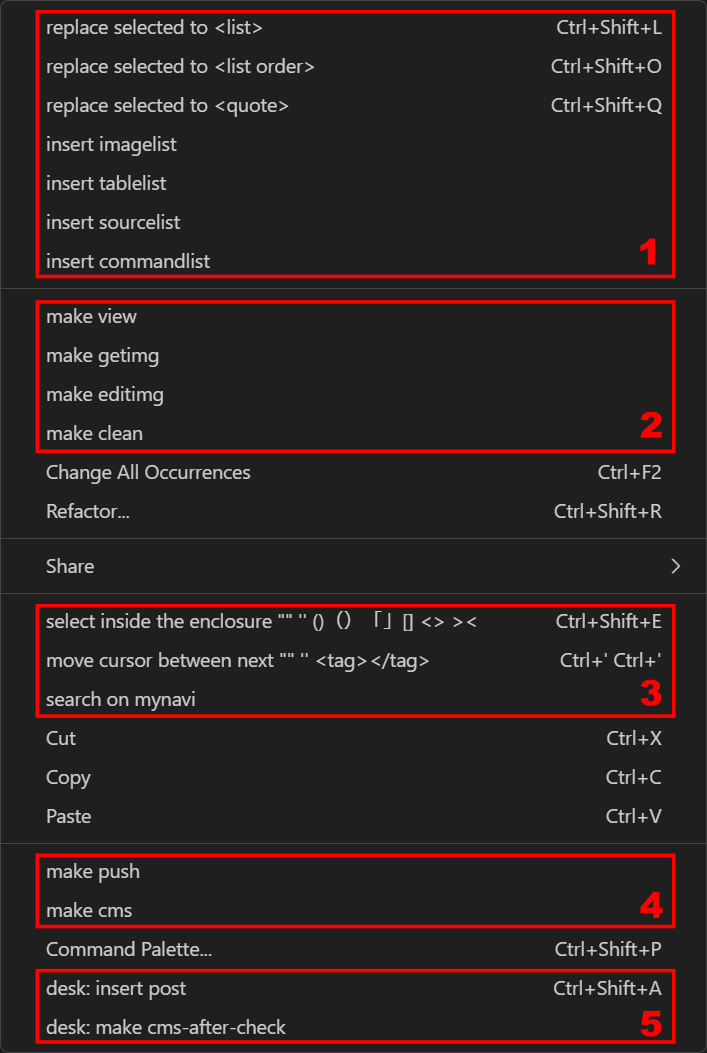 replace selected to <list> Ctrl+Shift+L
replace selected to <list order> Ctrl+Shift+O
replace selected to <quote> Ctrl+Shift+Q
insert imagelist
insert tablelist
insert sourcelist
insert commandlist
1
make view
make getimg
make editimg
make clean
2
Change All Occurrences Ctrl+F2
Refactor... Ctrl+Shift+R
Share
select inside the enclosure "" '' () （） 「」 [] <> >< Ctrl+Shift+E
move cursor between next "" '' <tag></tag> Ctrl+' Ctrl+'
search on mynavi
3
Cut Ctrl+X
Copy Ctrl+C
Paste Ctrl+V
make push
make cms
4
Command Palette... Ctrl+Shift+P
desk: insert post Ctrl+Shift+A
desk: make cms-after-check
5